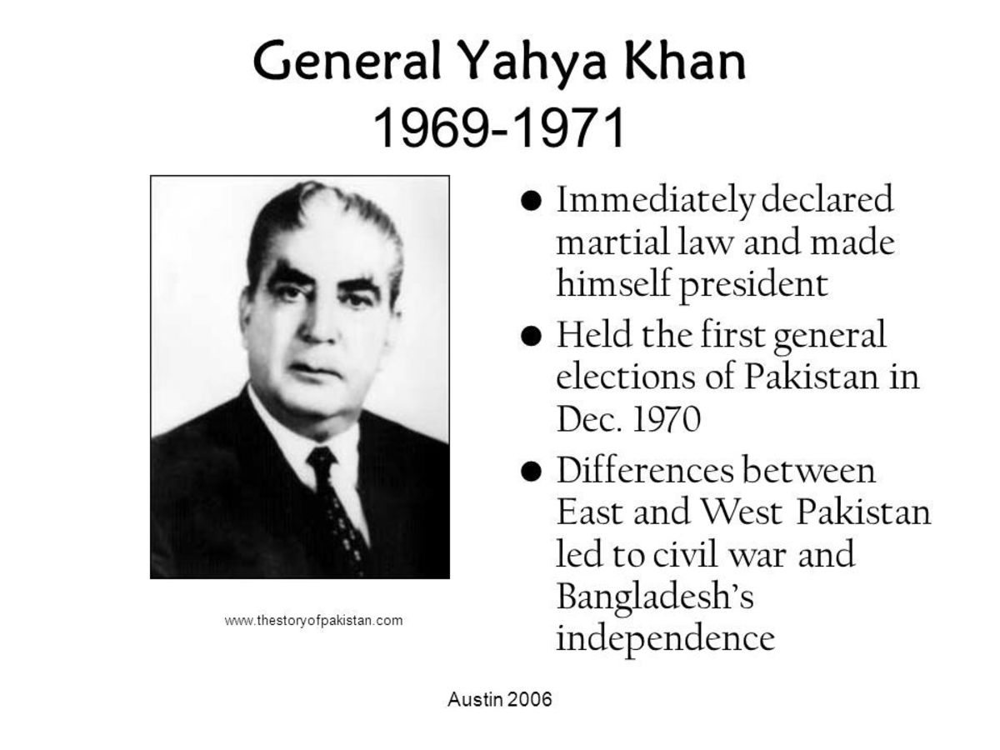 General Yahya Khan
1969-1971
● Immediately declared
martial law and made
himself president
● Held the first general
elections of Pakistan in
Dec. 1970
● Differences between
East and West Pakistan
led to civil war and
Bangladesh's
independence
www.thestoryofpakistan.com
Austin 2006